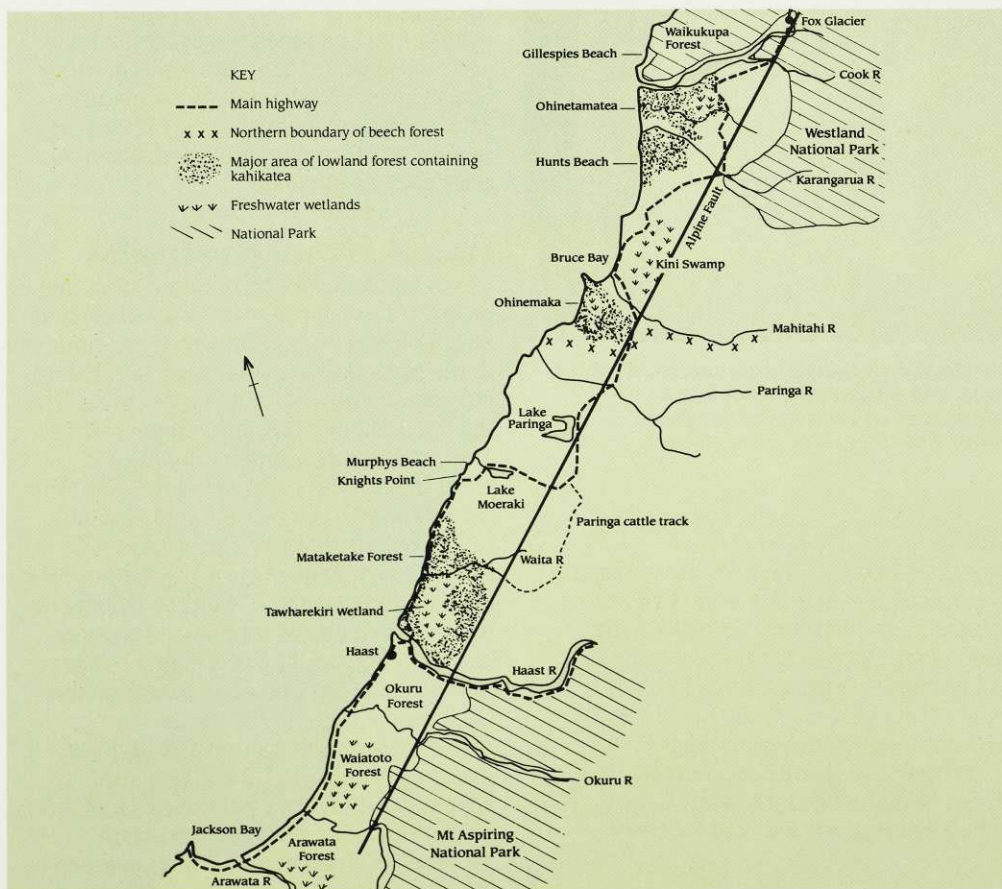 KEY
Main highway
Northern boundary of beech forest
Major area of lowland forest containing
kahikatea
Freshwater wetlands
National Park
Fox Glacier
Waikukupa
Forest
Gillespies Beach
Cook R
Ohinetamatea
Westland
National Park
Hunts Beach
Karangarua R
Alpine Fault
Bruce Bay
Kini Swamp
Ohinemaka
Mahitahi R
Paringa R
Lake
Paringa
Murphys Beach
Knights Point
Lake
Moeraki
Paringa cattle track
Mataketake Forest
Waita R
Tawharekiri Wetland
Haast
Haast R
Okuru
Forest
Waiatoto
Forest
Okuru R
Jackson Bay
Arawata
Forest
Mt Aspiring
National Park
Arawata R